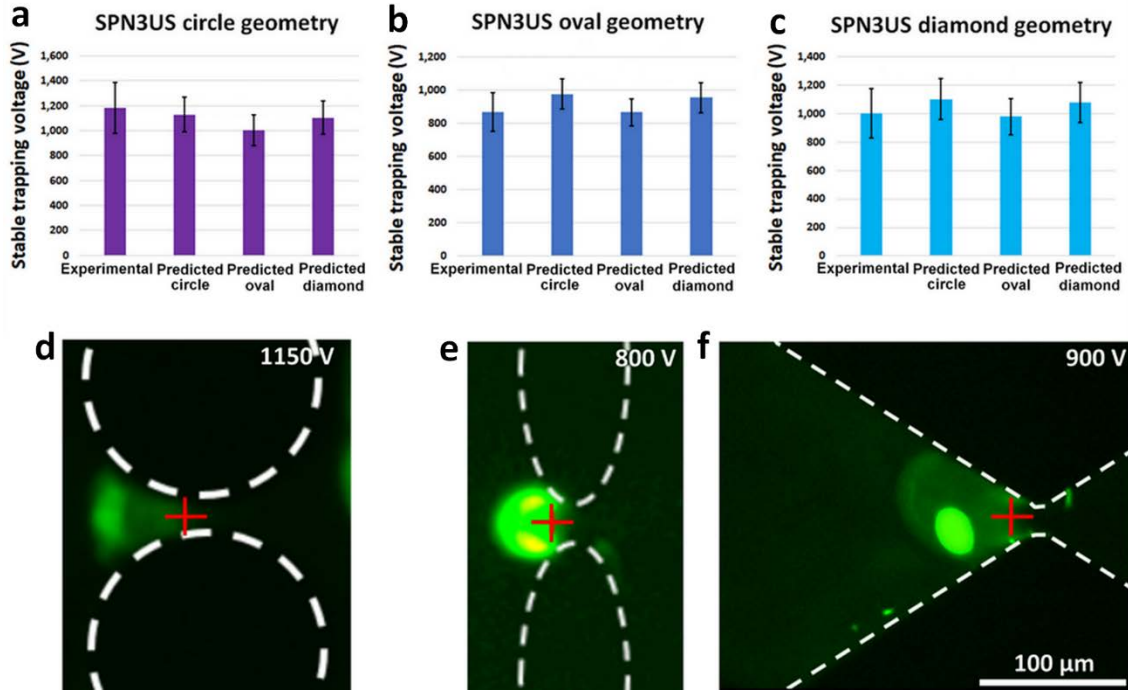 a
SPN3US circle geometry
Stable trapping voltage (V)
1,600
1,400
1,200
1,000
800
600
400
200
0
Experimental Predicted Predicted Predicted
circle oval diamond
b
SPN3US oval geometry
Stable trapping voltage (V)
1,200
1,000
800
600
400
200
0
Experimental Predicted Predicted Predicted
circle oval diamond
c
SPN3US diamond geometry
Stable trapping voltage (V)
1,400
1,200
1,000
800
600
400
200
0
Experimental Predicted Predicted Predicted
circle oval diamond
d
1150 V
e
800 V
f
900 V
100 µm